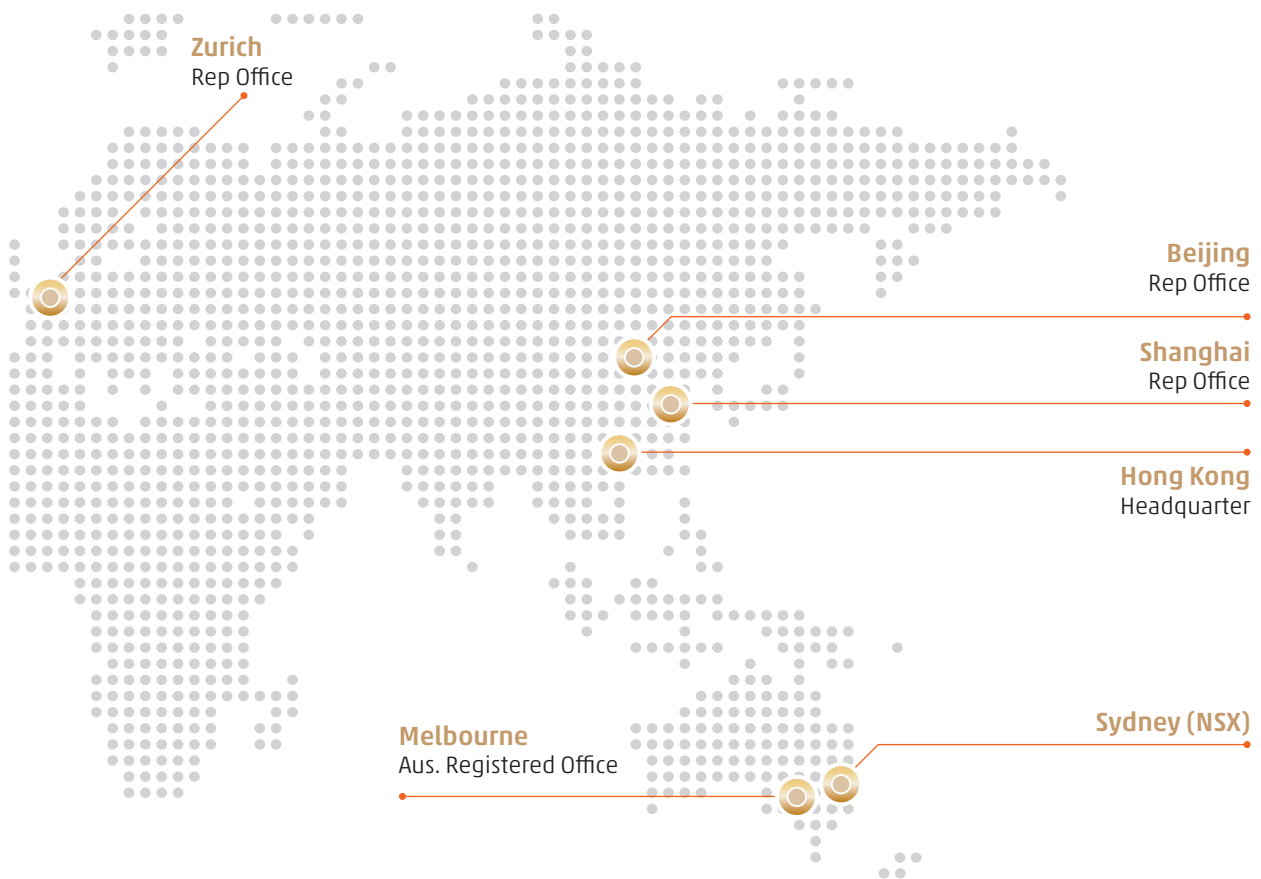 Zurich
Rep Office
Beijing
Rep Office
Shanghai
Rep Office
Hong Kong
Headquarter
Sydney (NSX)
Melbourne
Aus. Registered Office